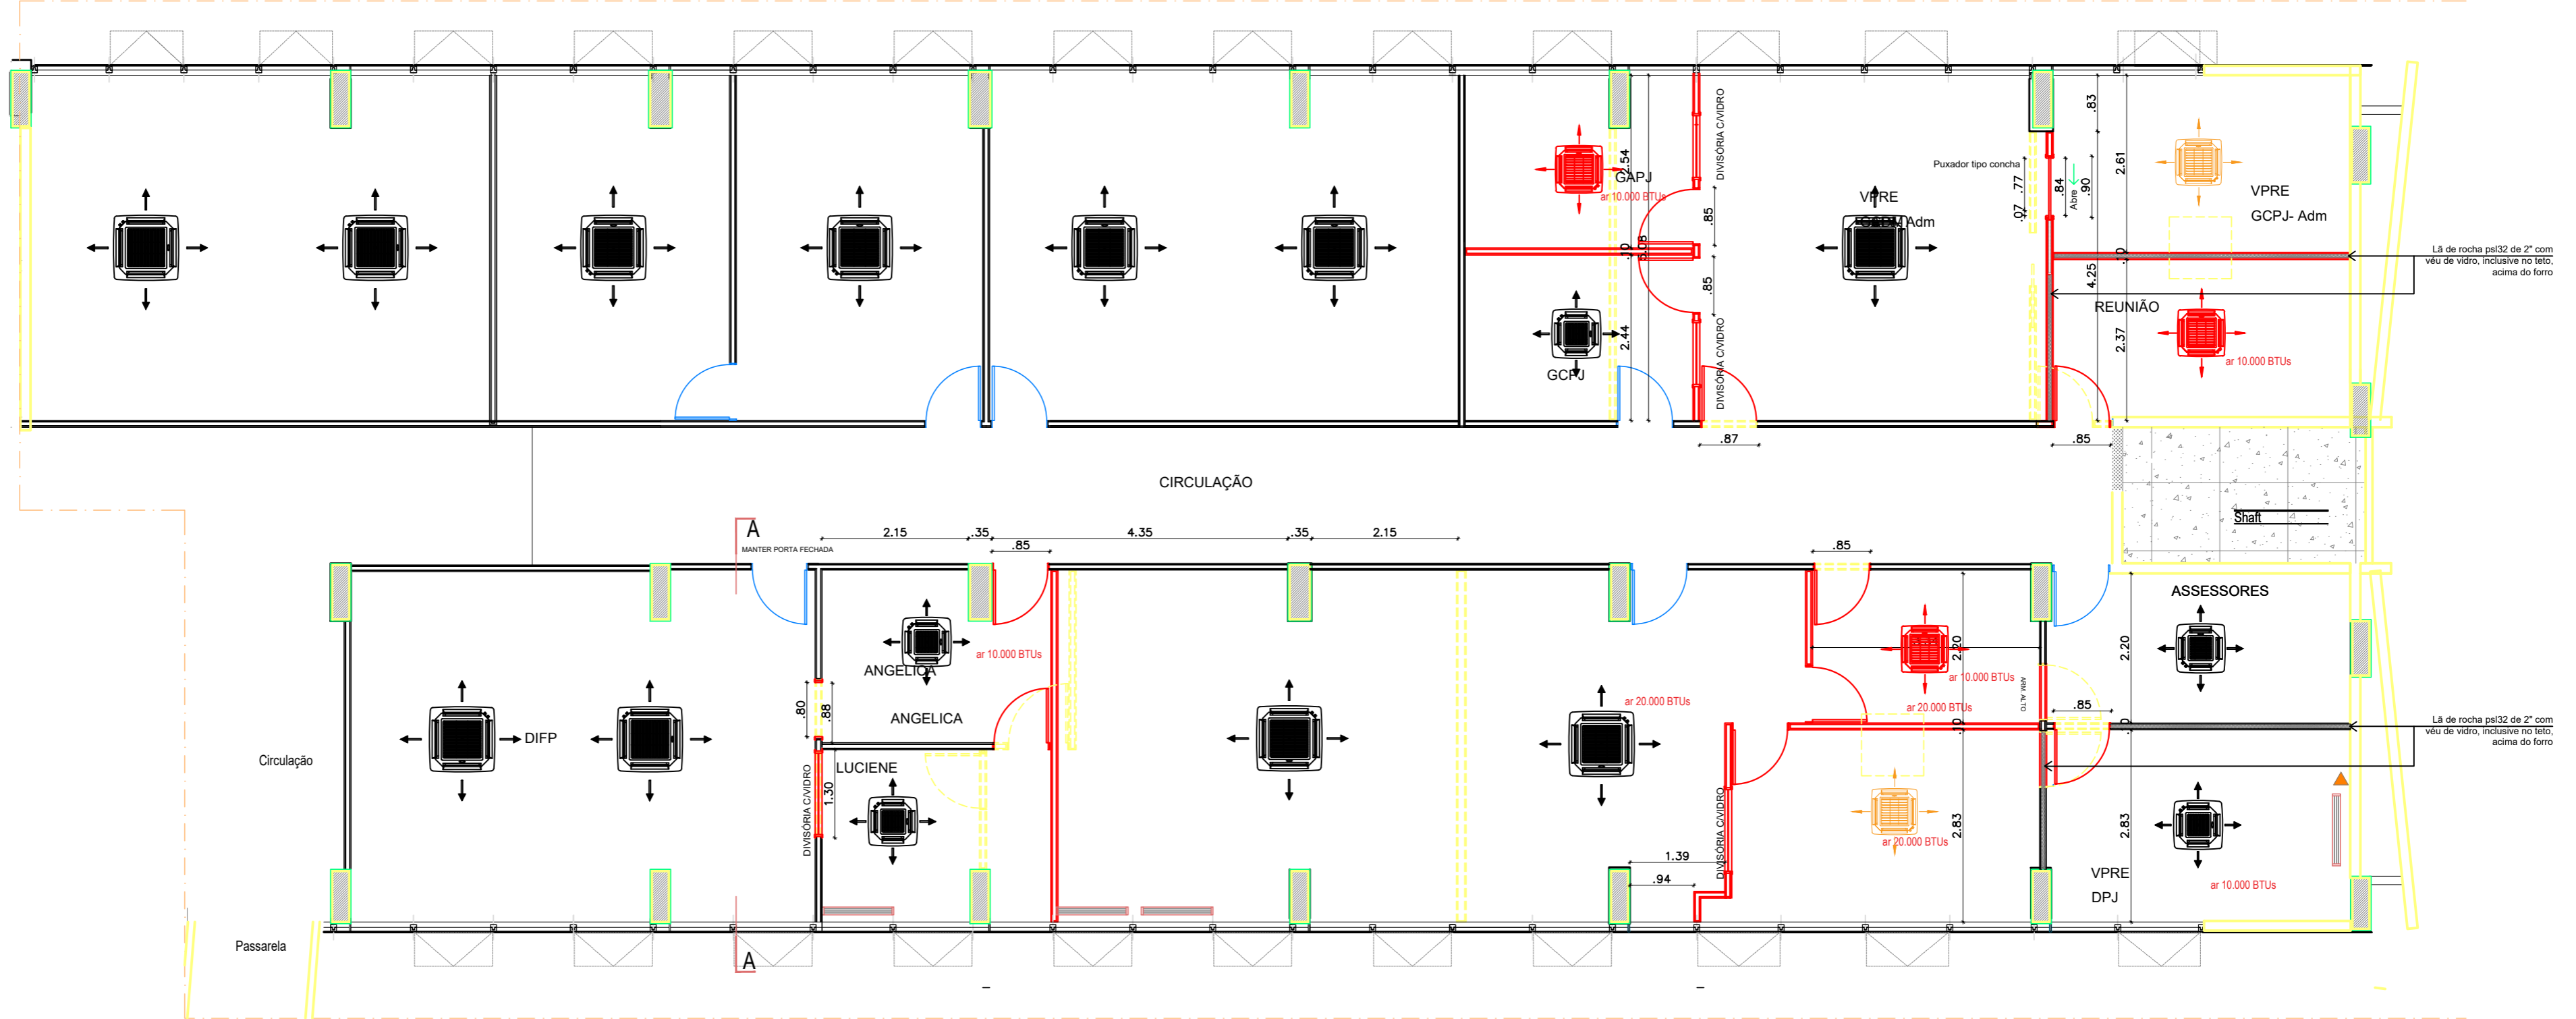 DIVISÓRIA C/VIDRO
.83
2.54
GAPJ
ar 10.000 BTUs
Puxador tipo concha
2.61
VPRE
VPRE
GCPJ- Adm
.77
.84
.90
Abre
.07
.85
.10
5.08
.10
Lã de rocha psl32 de 2" com
véu de vidro, inclusive no teto,
acima do forro
4.25
REUNIÃO
.85
2.44
DIVISÓRIA C/VIDRO
2.37
ar 10.000 BTUs
GCPJ
.87
.85
CIRCULAÇÃO
Shaft
A
MANTER PORTA FECHADA
2.15
.35
4.35
.35
2.15
.85
.85
ASSESSORES
ar 10.000 BTUs
2.20
2.20
ANGELICA
ar 10.000 BTUs
ARM. ALTO
.80
.88
ANGELICA
ar 20.000 BTUs
ar 20.000 BTUs
.85
.10
.10
Lã de rocha psl32 de 2" com
véu de vidro, inclusive no teto,
acima do forro
DIFP
Circulação
LUCIENE
DIVISÓRIA C/VIDRO
1.30
DIVISÓRIA C/VIDRO
2.83
2.83
ar 20.000 BTUs
1.39
.94
VPRE
DPJ
ar 10.000 BTUs
Passarela
A